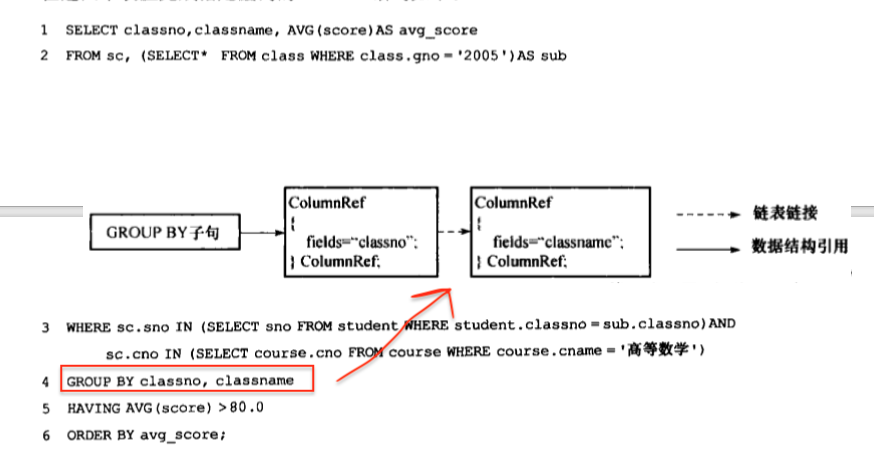 1 SELECT classno,classname, AVG(score)AS avg_score
2 FROM sc, (SELECT* FROM class WHERE class.gno = '2005')AS sub
GROUP BY子句
ColumnRef
{
fields=“classno”;
} ColumnRef;
ColumnRef
{
fields=“classname”;
} ColumnRef;
链表链接
数据结构引用
3 WHERE sc.sno IN (SELECT sno FROM student WHERE student.classno = sub.classno)AND
sc.cno IN (SELECT course.cno FROM course WHERE course.cname = '高等数学')
4 GROUP BY classno, classname
5 HAVING AVG(score) >80.0
6 ORDER BY avg_score;